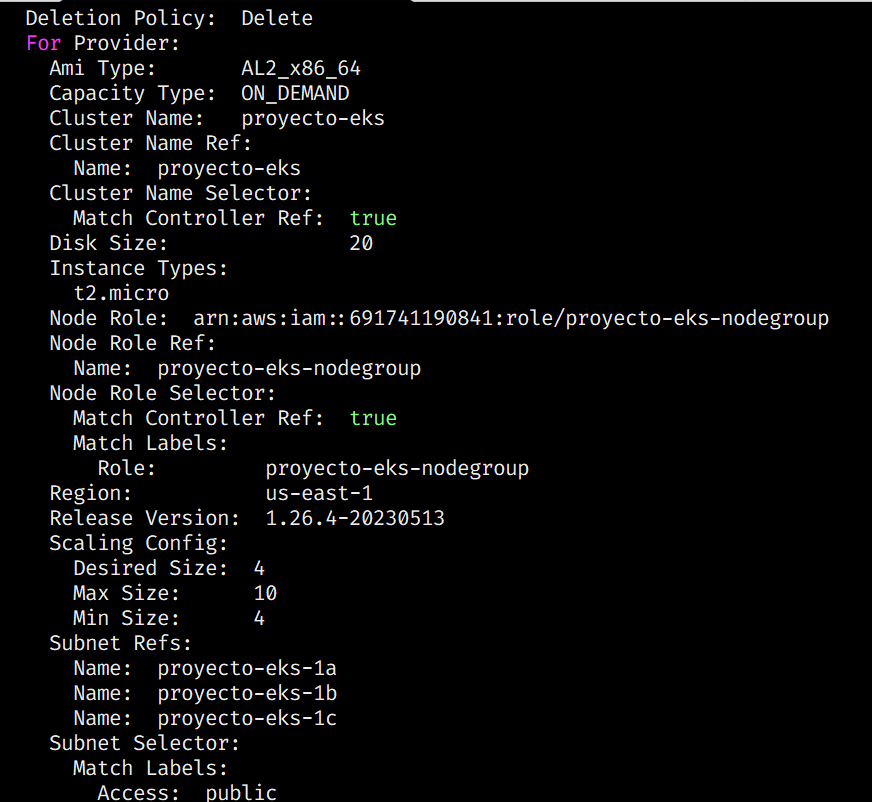 Deletion Policy:  Delete
For Provider:
  Ami Type:       AL2_x86_64
  Capacity Type:  ON_DEMAND
  Cluster Name:   proyecto-eks
  Cluster Name Ref:
    Name:  proyecto-eks
  Cluster Name Selector:
    Match Controller Ref:  true
  Disk Size:               20
  Instance Types:
    t2.micro
  Node Role:  arn:aws:iam::691741190841:role/proyecto-eks-nodegroup
  Node Role Ref:
    Name:  proyecto-eks-nodegroup
  Node Role Selector:
    Match Controller Ref:  true
    Match Labels:
      Role:         proyecto-eks-nodegroup
  Region:           us-east-1
  Release Version:  1.26.4-20230513
  Scaling Config:
    Desired Size:  4
    Max Size:      10
    Min Size:      4
  Subnet Refs:
    Name:  proyecto-eks-1a
    Name:  proyecto-eks-1b
    Name:  proyecto-eks-1c
  Subnet Selector:
    Match Labels:
      Access:  public